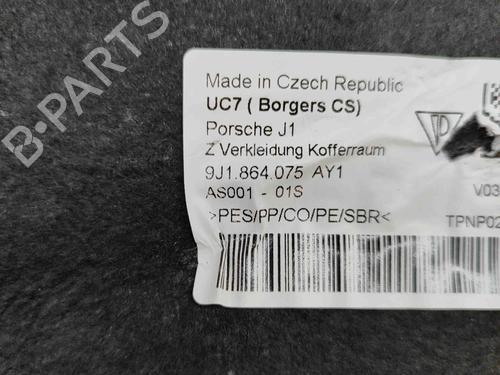 B-PARTS
Made in Czech Republic
UC7 ( Borgers CS)
Porsche J1
Z Verkleidung Kofferraum
9J1.864.075 AY1
AS001 - 01S
V03
>PES/PP/CO/PE/SBR<
TPNP02